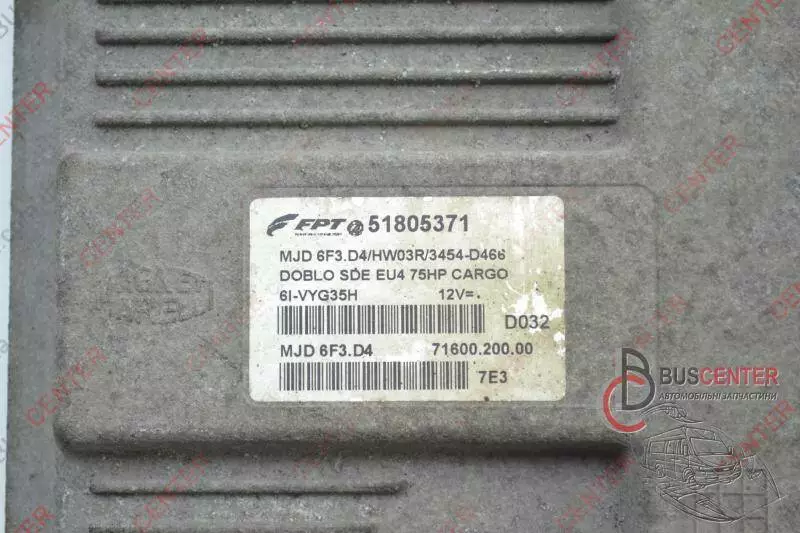 FPT 51805371
MJD 6F3.D4/HW03R/3454-D466
DOBLO SDE EU4 75HP CARGO
6I-VYG35H 12V=.
D032
MJD 6F3.D4 71600.200.00
7E3
BUSCENTER
АВТОМОБІЛЬНІ ЗАПЧАСТИНИ